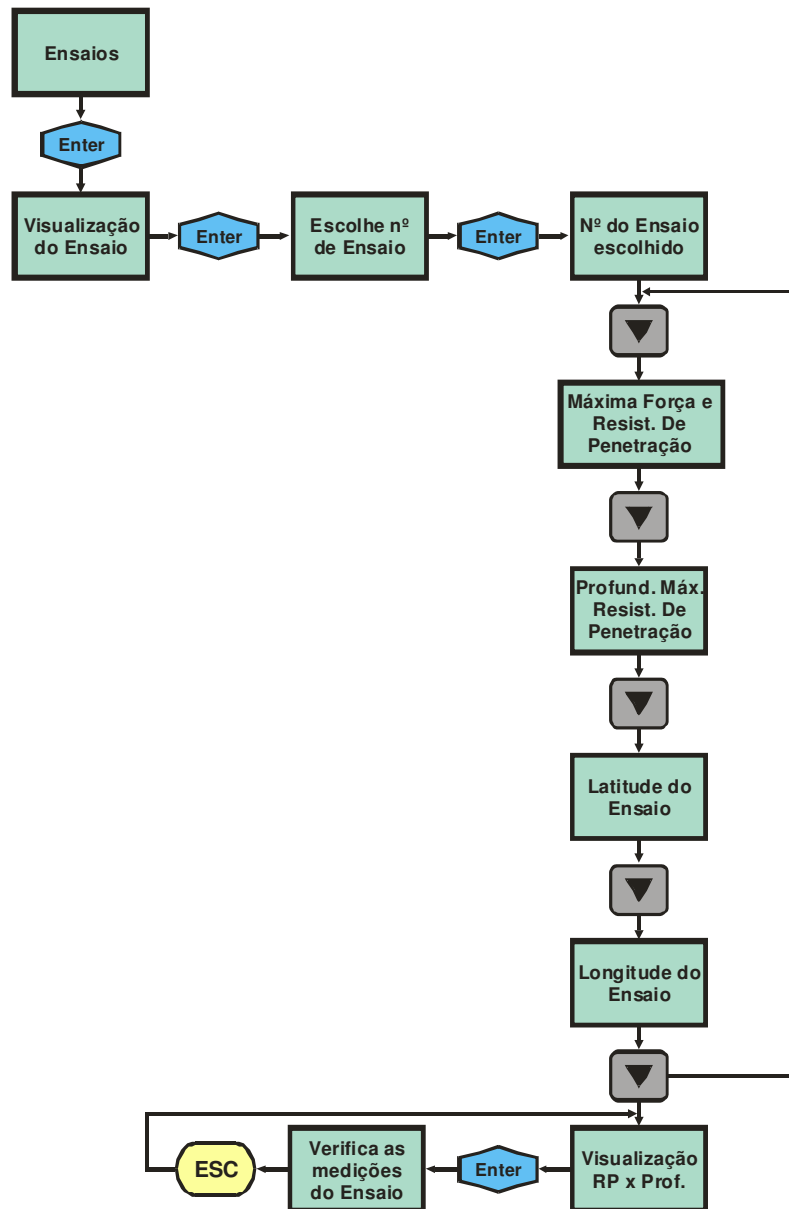 Ensaios
Enter
Visualização
do Ensaio
Enter
Escolhe nº
de Ensaio
Enter
Nº do Ensaio
escolhido
Máxima Força e
Resist. De
Penetração
Profund. Máx.
Resist. De
Penetração
Latitude do
Ensaio
Longitude do
Ensaio
Visualização
RP x Prof.
Enter
Verifica as
medições
do Ensaio
ESC